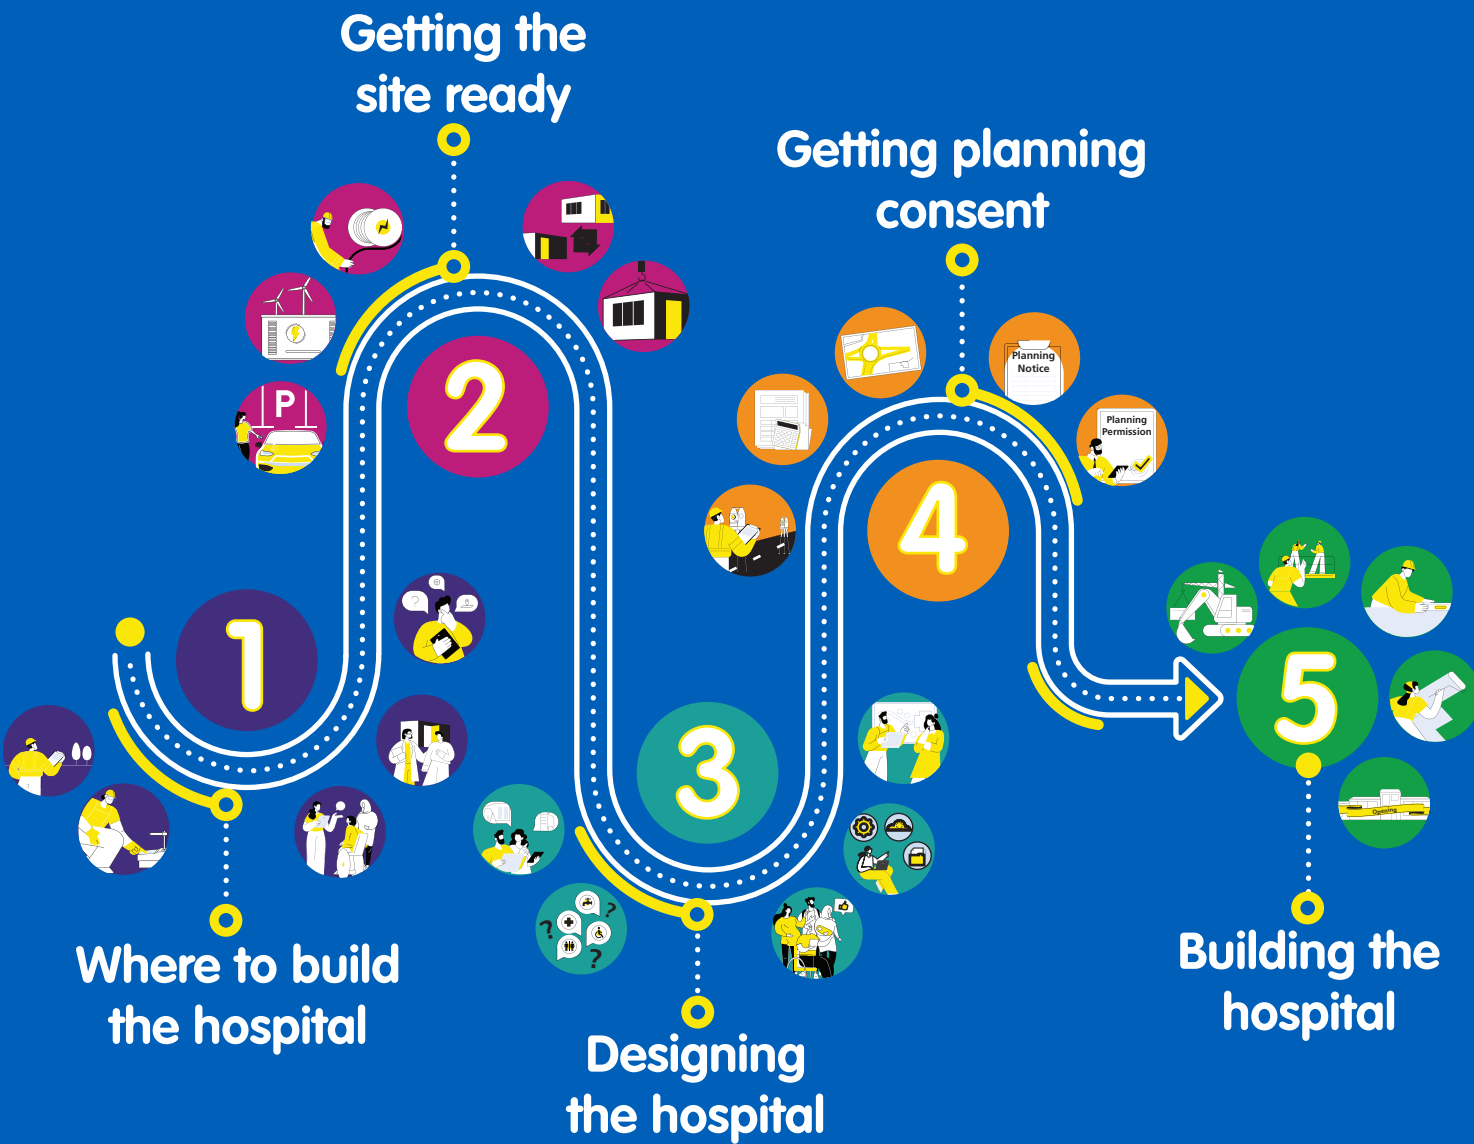 Getting the
site ready
Getting planning
consent
Planning
Notice
P
Planning
Permission
2
4
1
5
3
Opening
Where to build
the hospital
Building the
hospital
Designing
the hospital